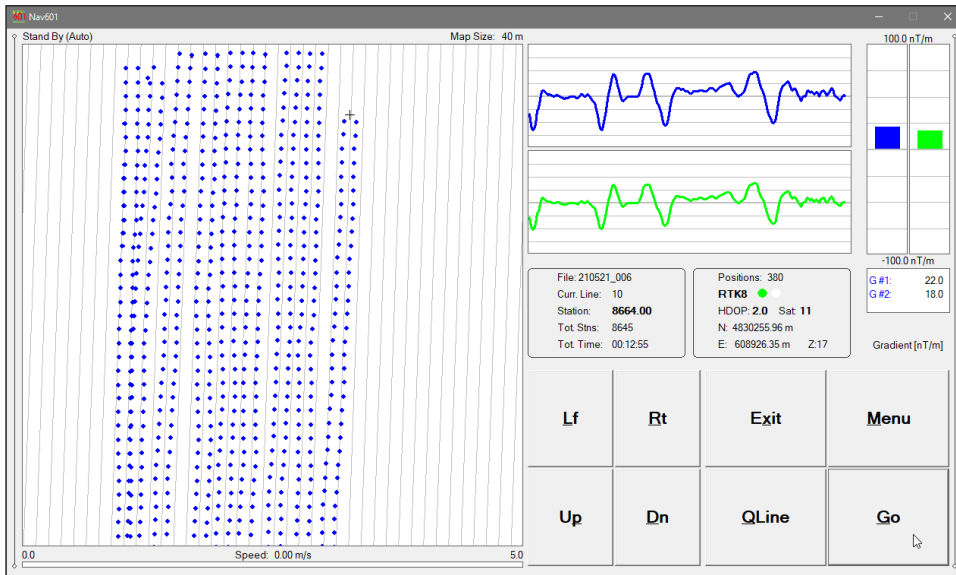 601 Nav601
Stand By (Auto) Map Size: 40 m
100.0 nT/m
-100.0 nT/m
G #1: 22.0
G #2: 18.0
Gradient [nT/m]
File: 210521_006
Curr. Line: 10
Station: 8664.00
Tot. Stns: 8645
Tot. Time: 00:12:55
Positions: 380
RTK8
HDOP: 2.0 Sat: 11
N: 4830255.96 m
E: 608926.35 m Z:17
Lf Rt Exit Menu
Up Dn QLine Go
0.0 Speed: 0.00 m/s 5.0